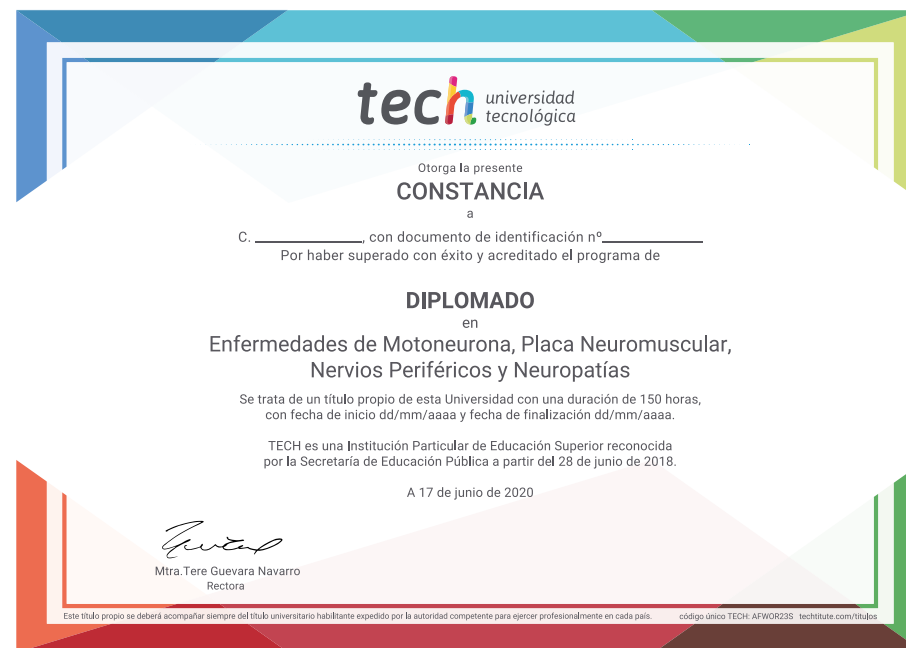 tech universidad
tecnológica
Otorga la presente
CONSTANCIA
a
C. ____________, con documento de identificación nº____________
Por haber superado con éxito y acreditado el programa de
DIPLOMADO
en
Enfermedades de Motoneurona, Placa Neuromuscular,
Nervios Periféricos y Neuropatías
Se trata de un título propio de esta Universidad con una duración de 150 horas,
con fecha de inicio dd/mm/aaaa y fecha de finalización dd/mm/aaaa.
TECH es una Institución Particular de Educación Superior reconocida
por la Secretaría de Educación Pública a partir del 28 de junio de 2018.
A 17 de junio de 2020
Mtra.Tere Guevara Navarro
Rectora
Este título propio se deberá acompañar siempre del título universitario habilitante expedido por la autoridad competente para ejercer profesionalmente en cada país. código único TECH: AFWOR23S techtitute.com/titulos